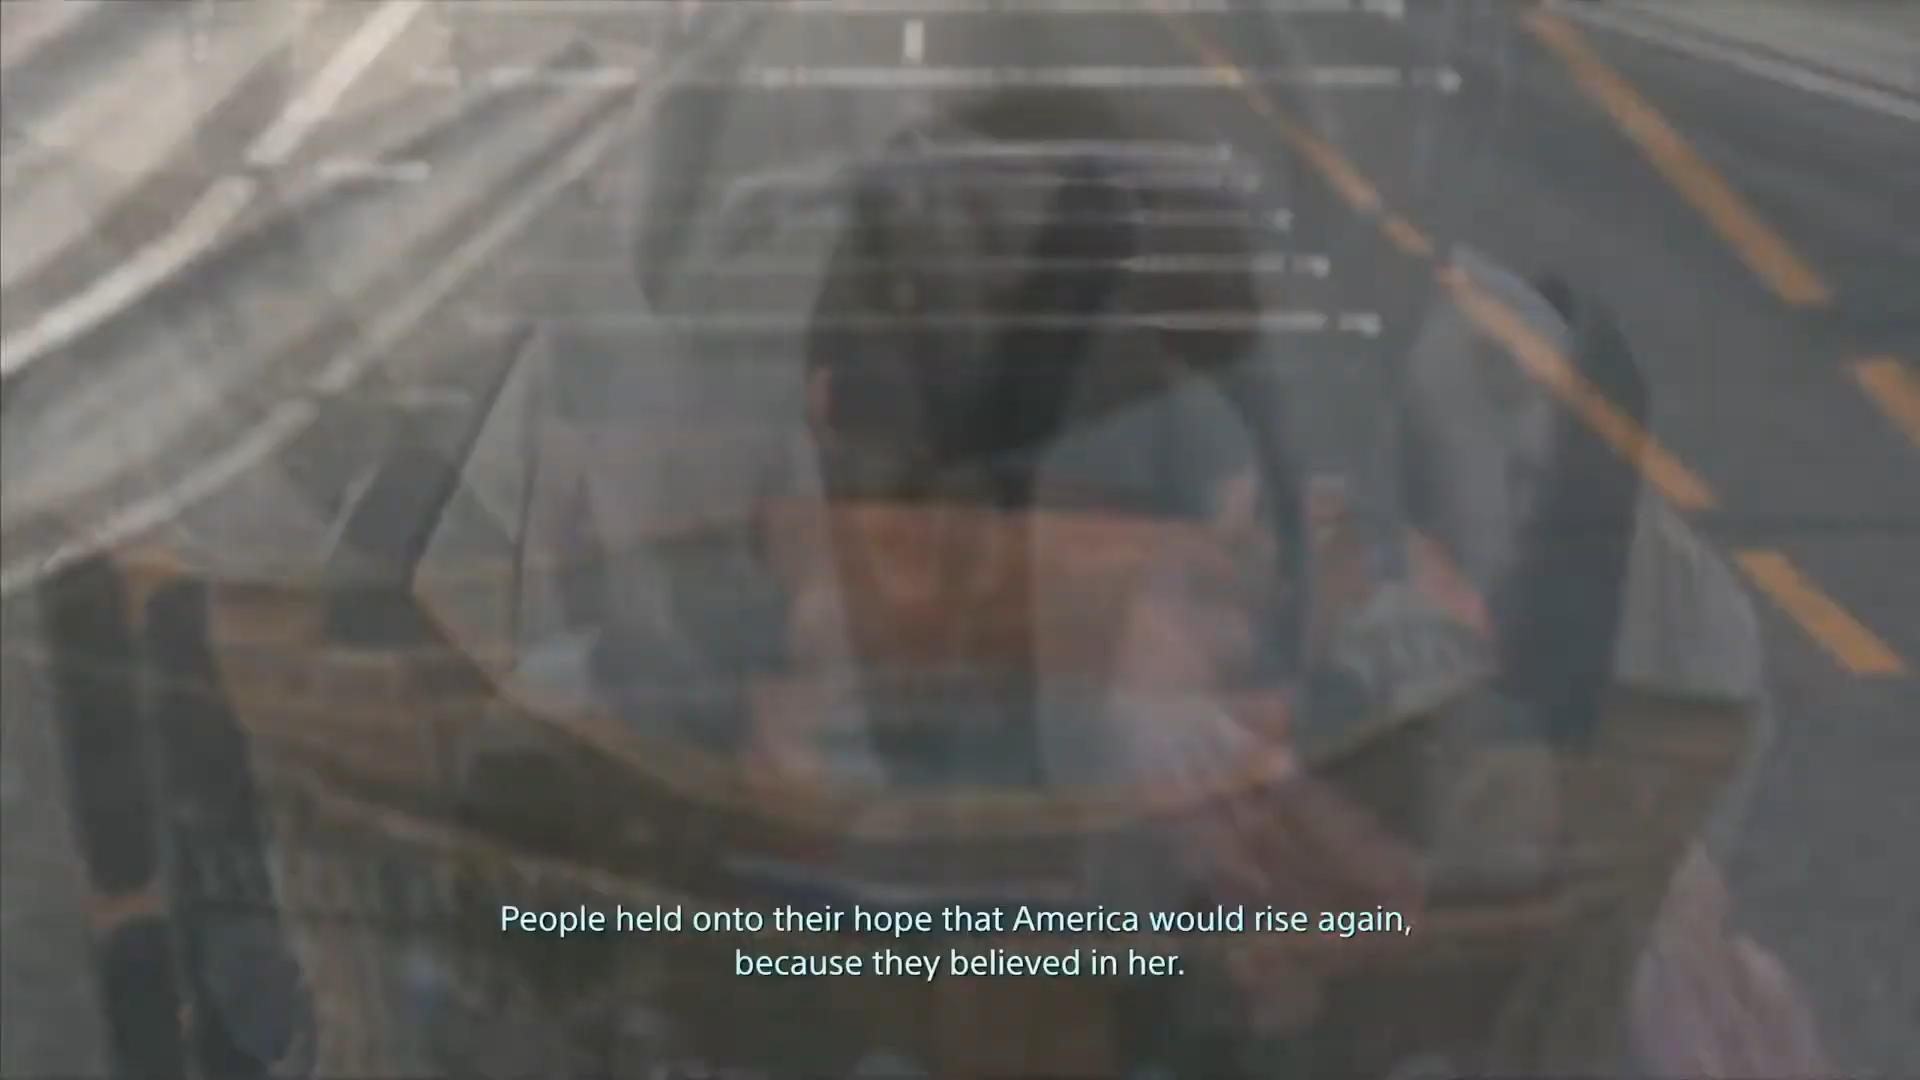 People held onto their hope that America would rise again,
because they believed in her.